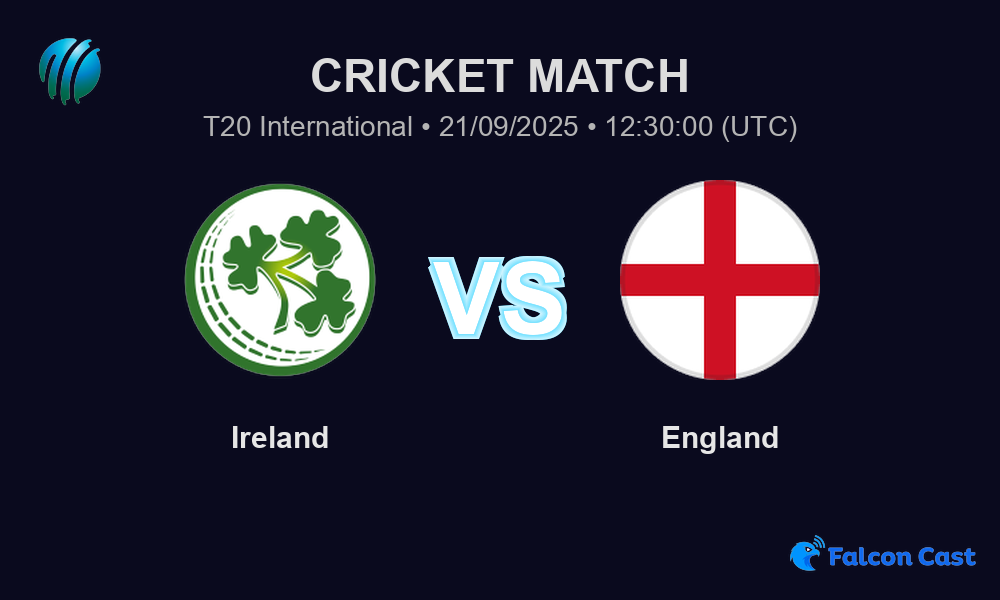 CRICKET MATCH
T20 International • 21/09/2025 • 12:30:00 (UTC)
VS
Ireland
England
Falcon Cast